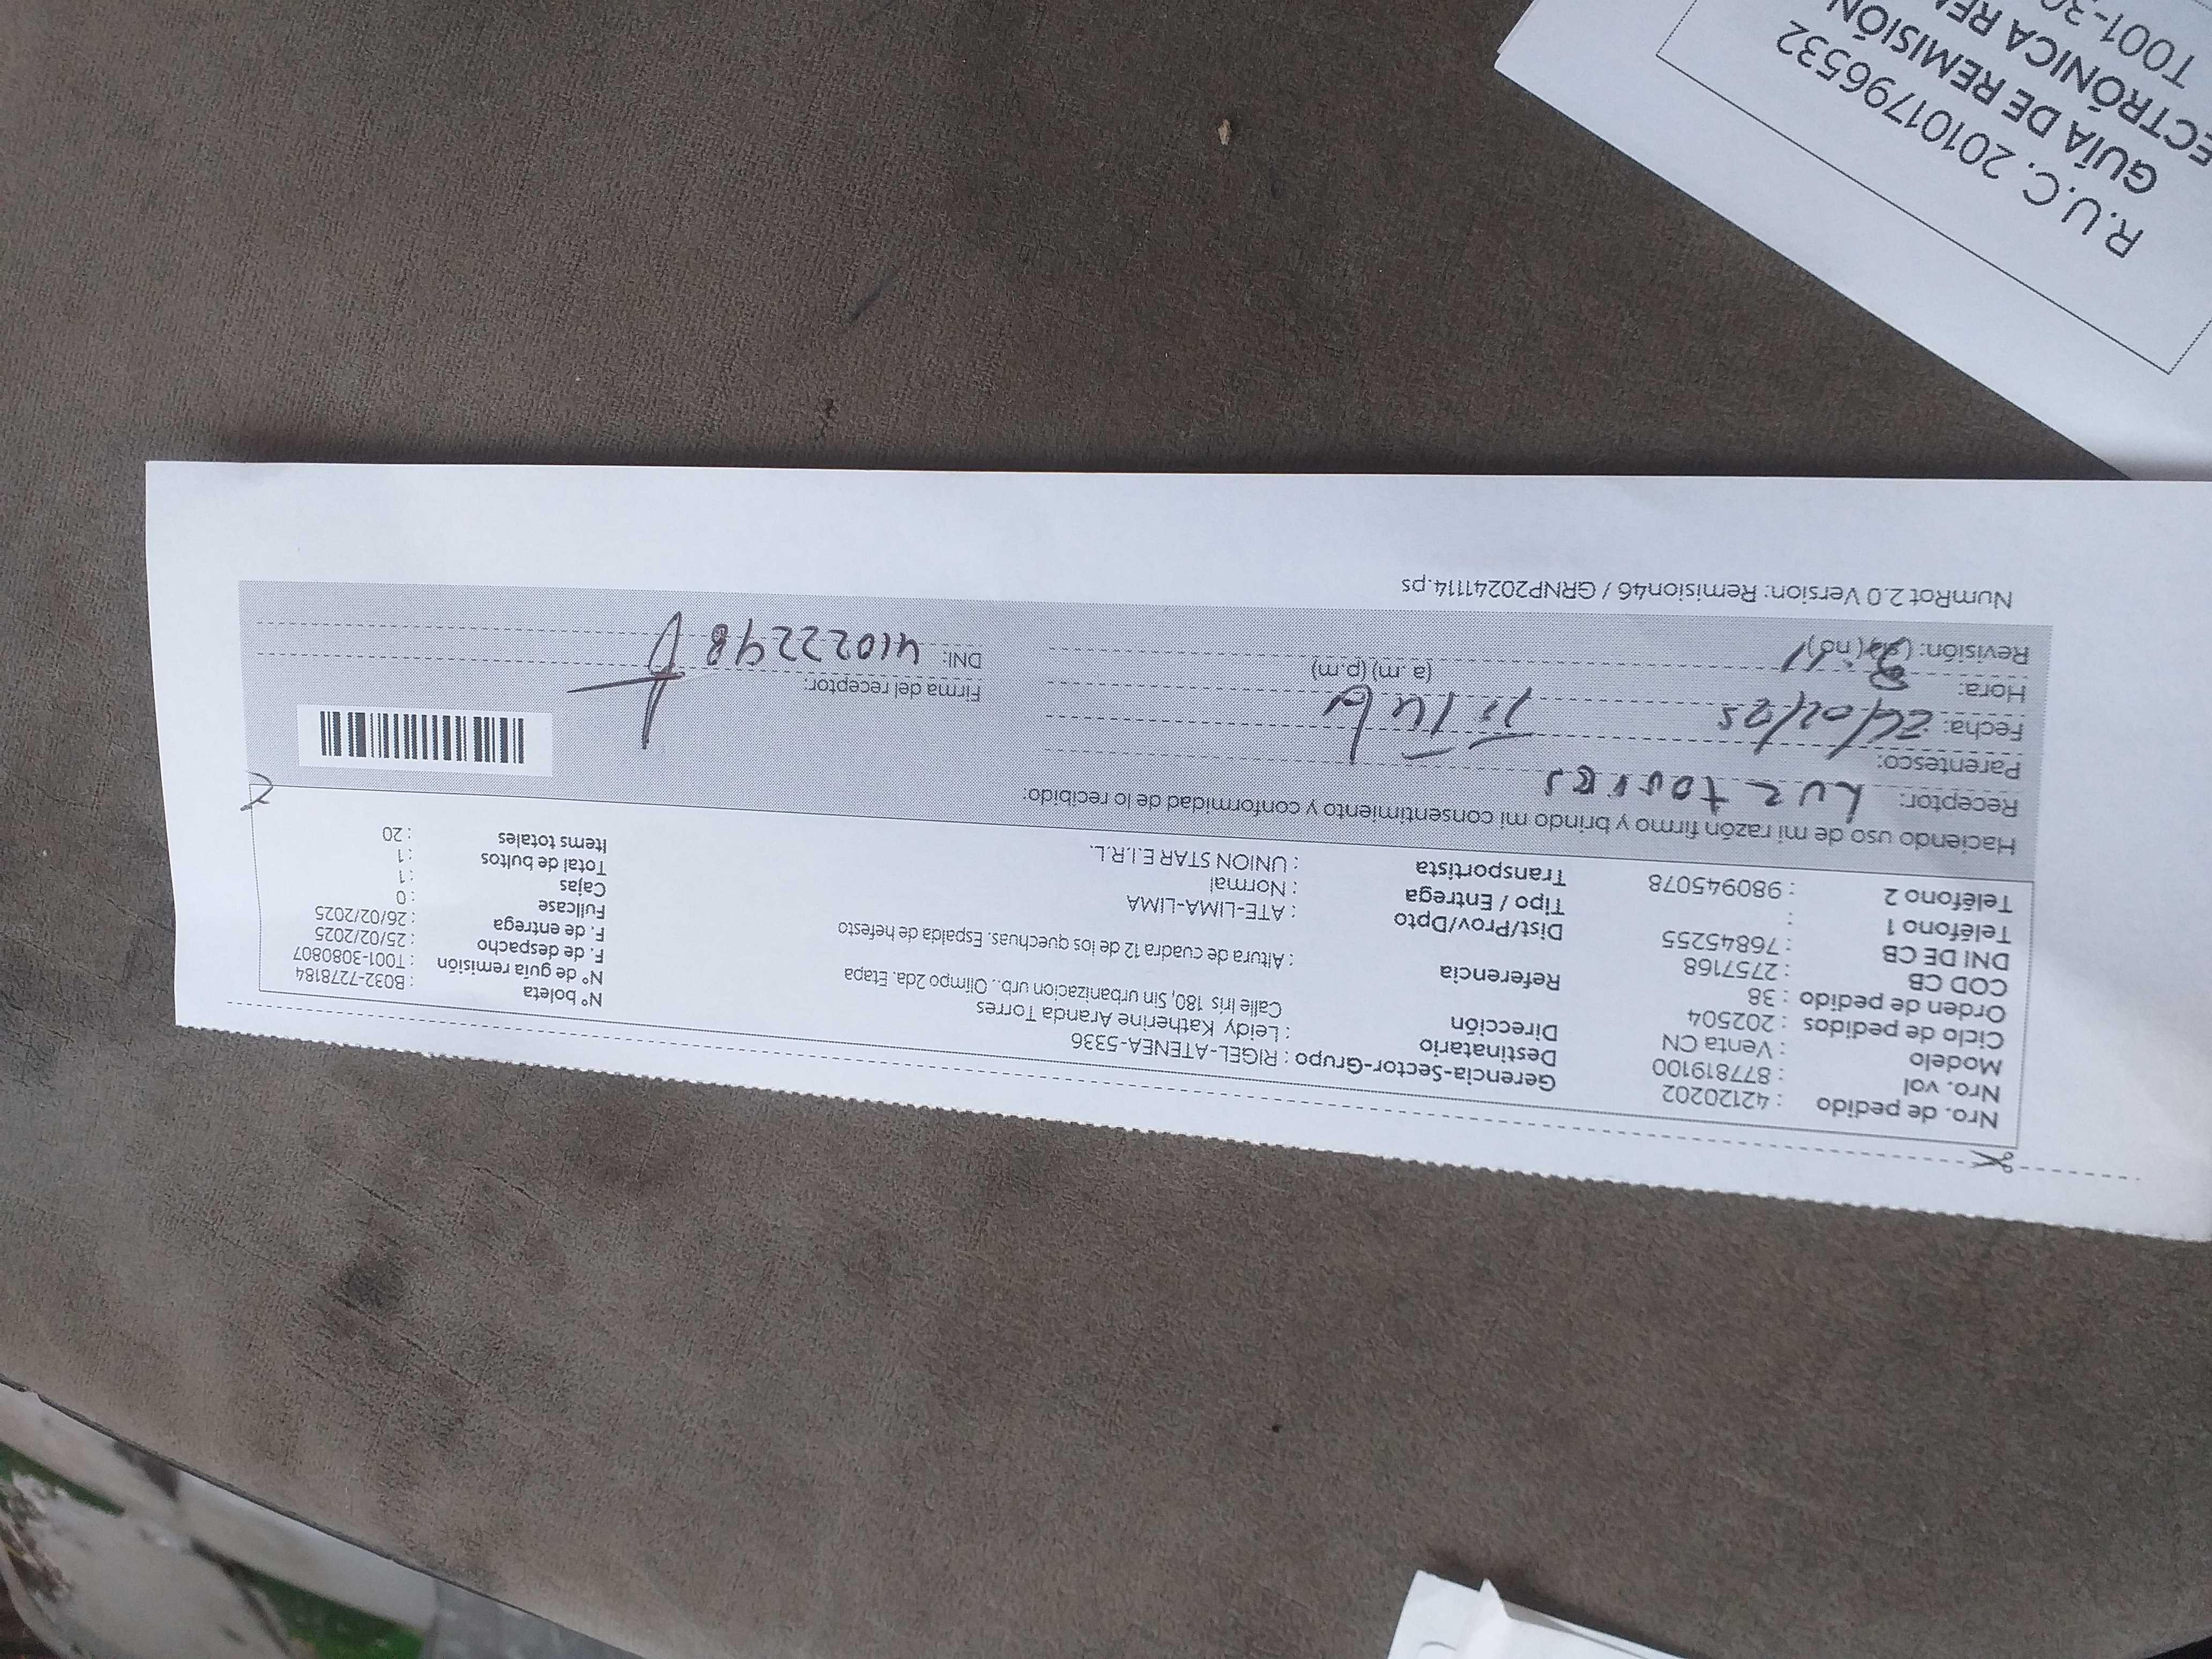 R.U.C. 20101796532
GUÍA DE REMISIÓN
ECTRÓNICA RE
T001-30
Nro. de pedido : 42120202
Nro. vol : 877819100
Modelo : Venta CN
Ciclo de pedidos : 202504
Orden de pedido : 38
COD CB : 2757168
DNI DE CB : 76845255
Teléfono 1 :
Teléfono 2 : 980945078
Gerencia-Sector-Grupo : RIGEL-ATENEA-5336
Destinatario : Leidy Katherine Aranda Torres
Dirección Calle Iris 180, Sin urbanizacion urb.. Olimpo 2da. Etapa.
Referencia : Altura de cuadra 12 de los quechuas. Espalda de hefesto
Dist/Prov/Dpto : ATE-LIMA-LIMA
Tipo / Entrega : Normal
Transportista : UNION STAR E.I.R.L.
N° boleta : B032-7278184
N° de guía remisión : T001-3080807
F. de despacho : 25/02/2025
F. de entrega : 26/02/2025
Fullcase : 0
Cajas : 1
Total de bultos : 1
Items totales : 20
Haciendo uso de mi razón firmo y brindo mi consentimiento y conformidad de lo recibido:
Receptor: Luz torres
Parentesco:
Fecha: 26/02/25
Hora: (a .m) (p.m)
Revisión: (si) (no)
Firma del receptor:
DNI: 41022298
NumRot 2.0 Version: Remision46 / GRNP20241114.ps